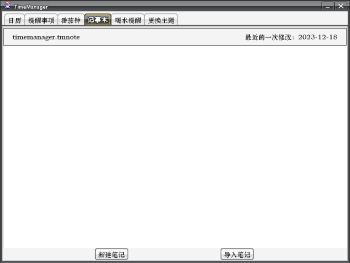 TimeManager
日历 提醒事项 番茄钟 记事本 喝水提醒 更换主题
timemanager.tmnote 最近的一次修改：2023-12-18
新建笔记 导入笔记